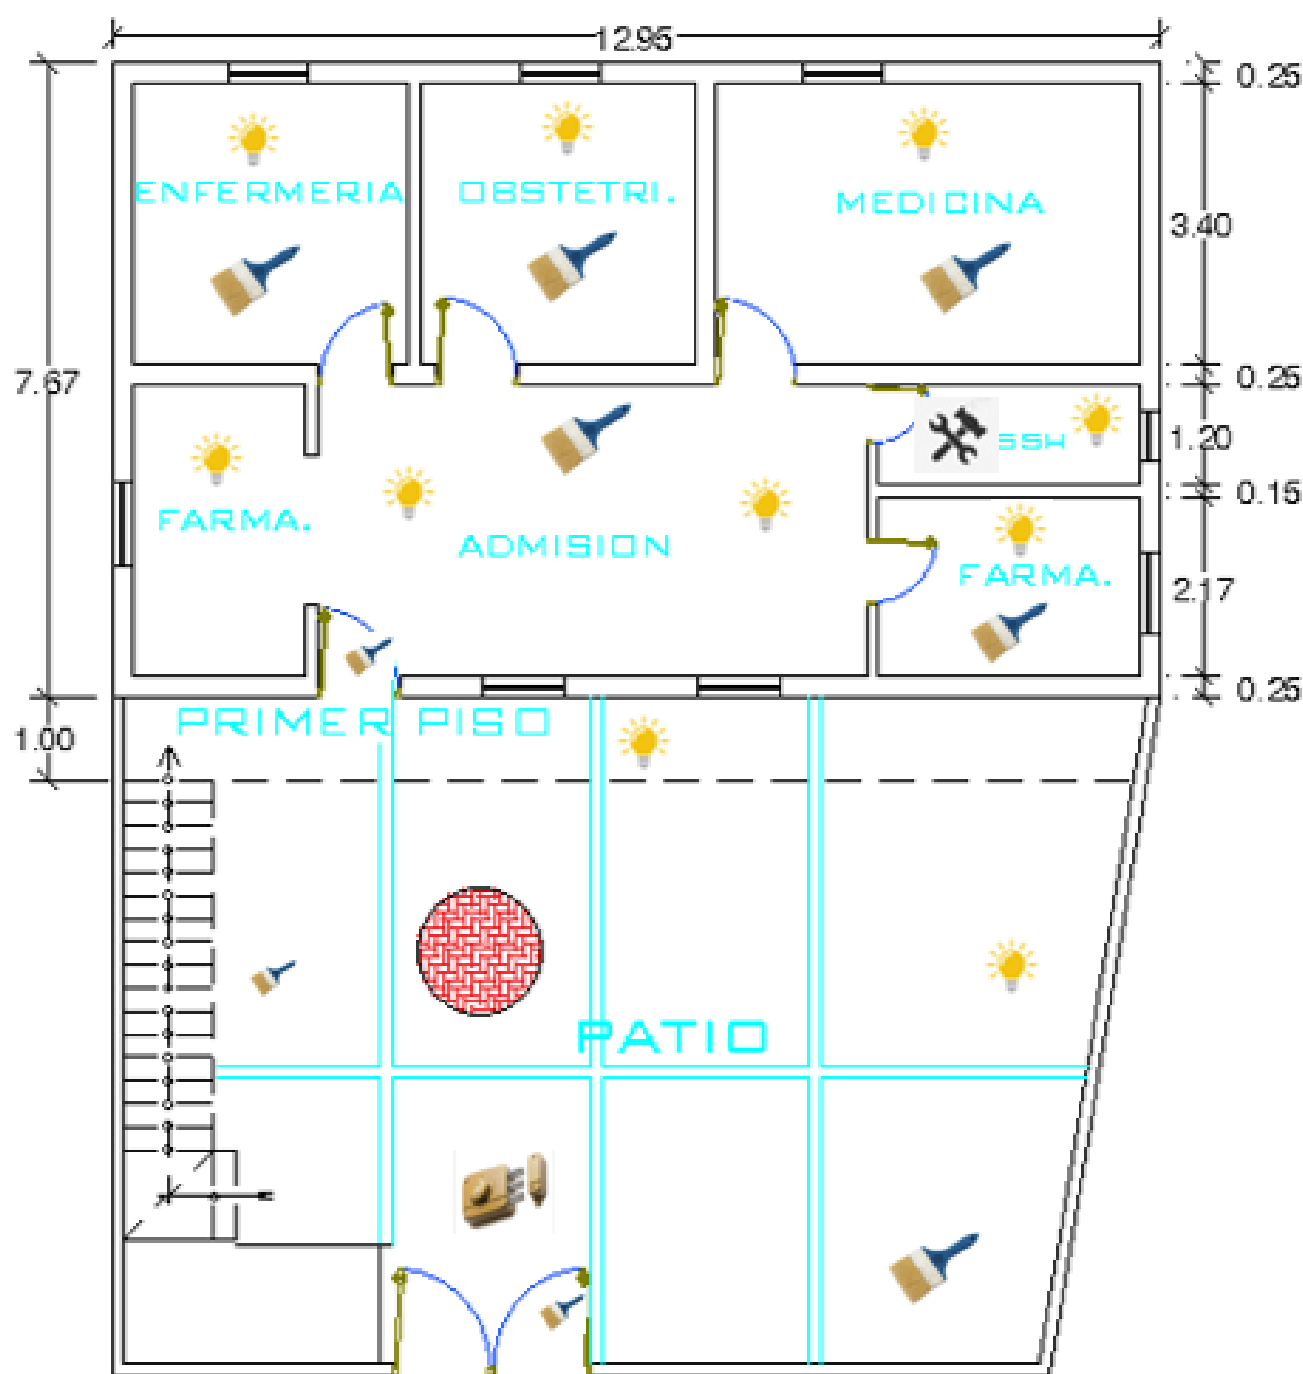 12.95
0.25
ENFERMERIA
OBSTETRI.
MEDICINA
3.40
7.67
0.25
1.20
SSH
0.15
FARMA.
ADMISION
FARMA.
2.17
0.25
PRIMER PISO
1.00
PATIO